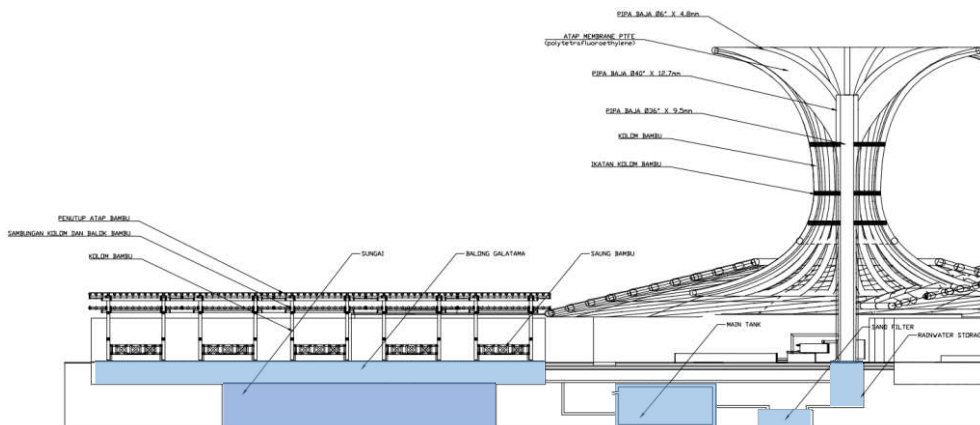 PIPA BAJA Ø6" X 4.8mm
ATAP MEMBRANE PTFE
(polytetrafluoroethylene)
PIPA BAJA Ø40" X 12.7mm
PIPA BAJA Ø36" X 9.5mm
KOLOM BAMBU
IKATAN KOLOM BAMBU
PENUTUP ATAP BAMBU
SAMBUNGAN KOLOM DAN BALOK BAMBU
KOLOM BAMBU
SUNGAI
BALONG GALATAMA
SAUNG BAMBU
MAIN TANK
SAND FILTER
RAINWATER STORAG